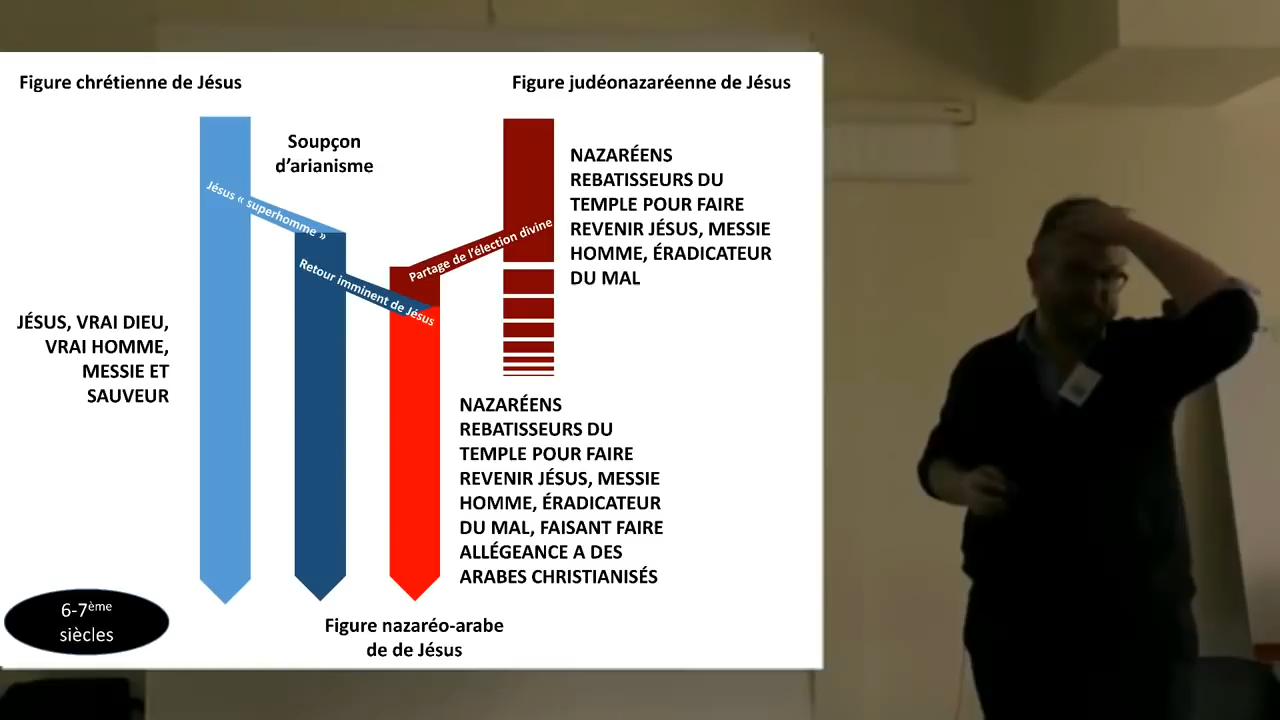 Figure chrétienne de Jésus
Figure judéonazaréenne de Jésus
Soupçon
d’arianisme
Jésus « superhomme »
Retour imminent de Jésus
Partage de l’élection divine
NAZARÉENS
REBATISSEURS DU
TEMPLE POUR FAIRE
REVENIR JÉSUS, MESSIE
HOMME, ÉRADICATEUR
DU MAL
JÉSUS, VRAI DIEU,
VRAI HOMME,
MESSIE ET
SAUVEUR
NAZARÉENS
REBATISSEURS DU
TEMPLE POUR FAIRE
REVENIR JÉSUS, MESSIE
HOMME, ÉRADICATEUR
DU MAL, FAISANT FAIRE
ALLÉGEANCE A DES
ARABES CHRISTIANISÉS
6-7ème
siècles
Figure nazaréo-arabe
de de Jésus